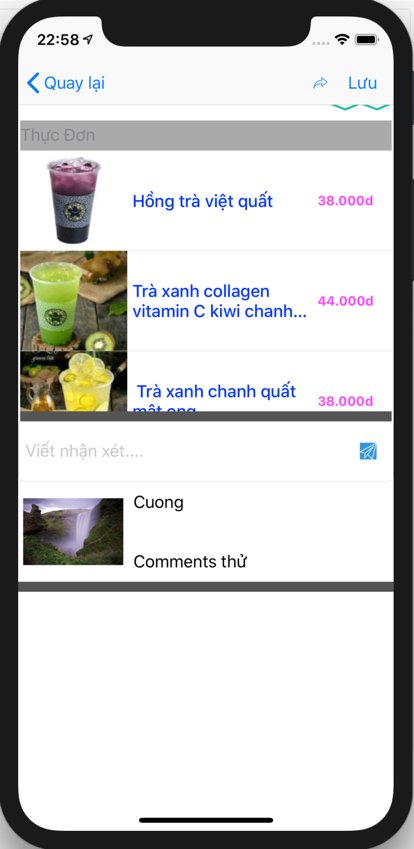 22:58
Quay lại
Lưu
Thực Đơn
Hồng trà việt quất
38.000đ
Trà xanh collagen
vitamin C kiwi chanh...
44.000đ
Trà xanh chanh quất
mật ong
38.000đ
Viết nhận xét....
Cuong
Comments thử